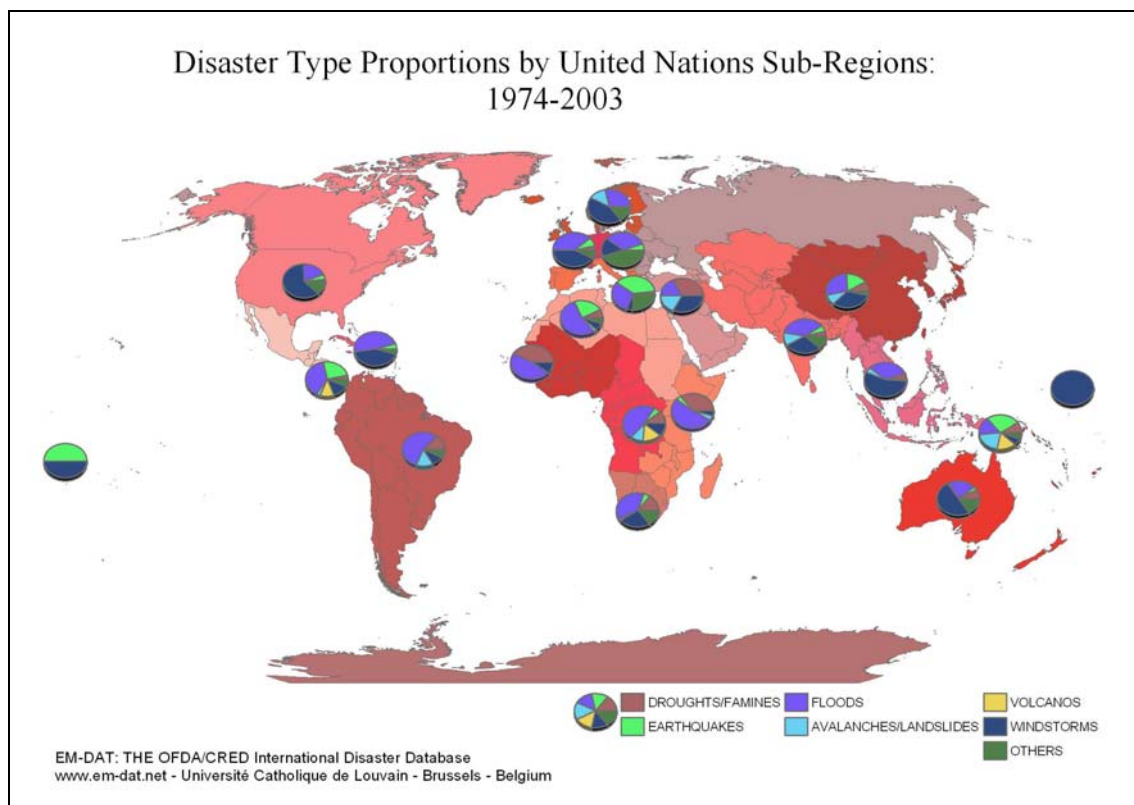 Disaster Type Proportions by United Nations Sub-Regions:
1974-2003
DROUGHTS/FAMINES
FLOODS
VOLCANOS
EARTHQUAKES
AVALANCHES/LANDSLIDES
WINDSTORMS
OTHERS
EM-DAT: THE OFDA/CRED International Disaster Database
www.em-dat.net - Université Catholique de Louvain - Brussels - Belgium